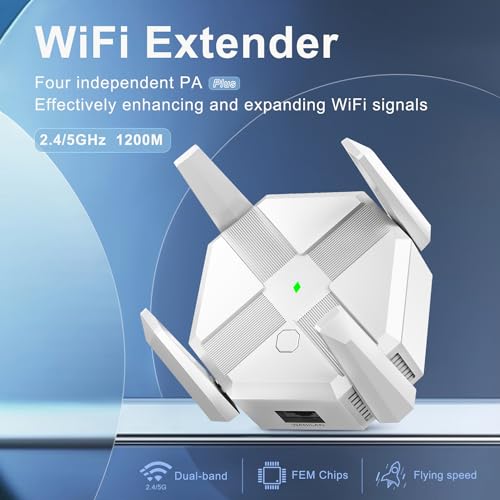 WiFi Extender
Four independent PA Plus
Effectively enhancing and expanding WiFi signals
2.4/5GHz 1200M
Dual-band
2.4/5G
FEM Chips
Flying speed